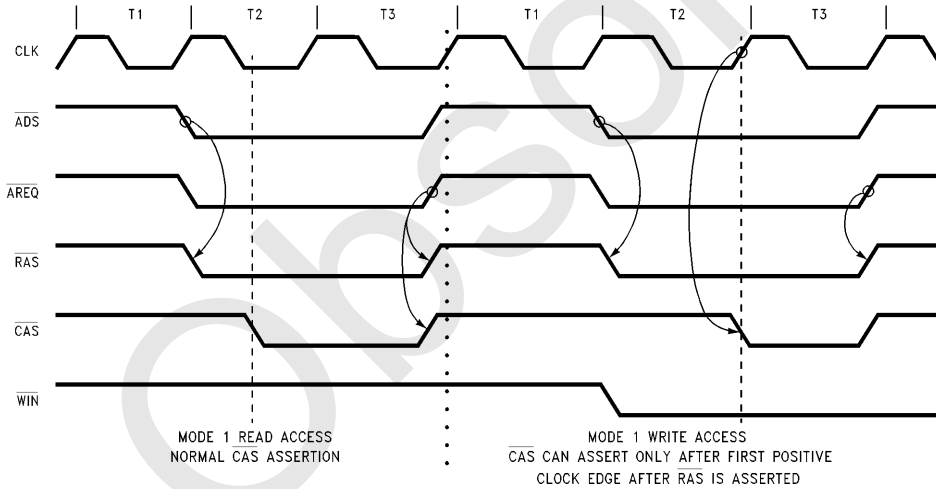 T1 T2 T3 T1 T2 T3
CLK
ADS
AREQ
RAS
CAS
WIN
MODE 1 READ ACCESS
NORMAL CAS ASSERTION
MODE 1 WRITE ACCESS
CAS CAN ASSERT ONLY AFTER FIRST POSITIVE
CLOCK EDGE AFTER RAS IS ASSERTED